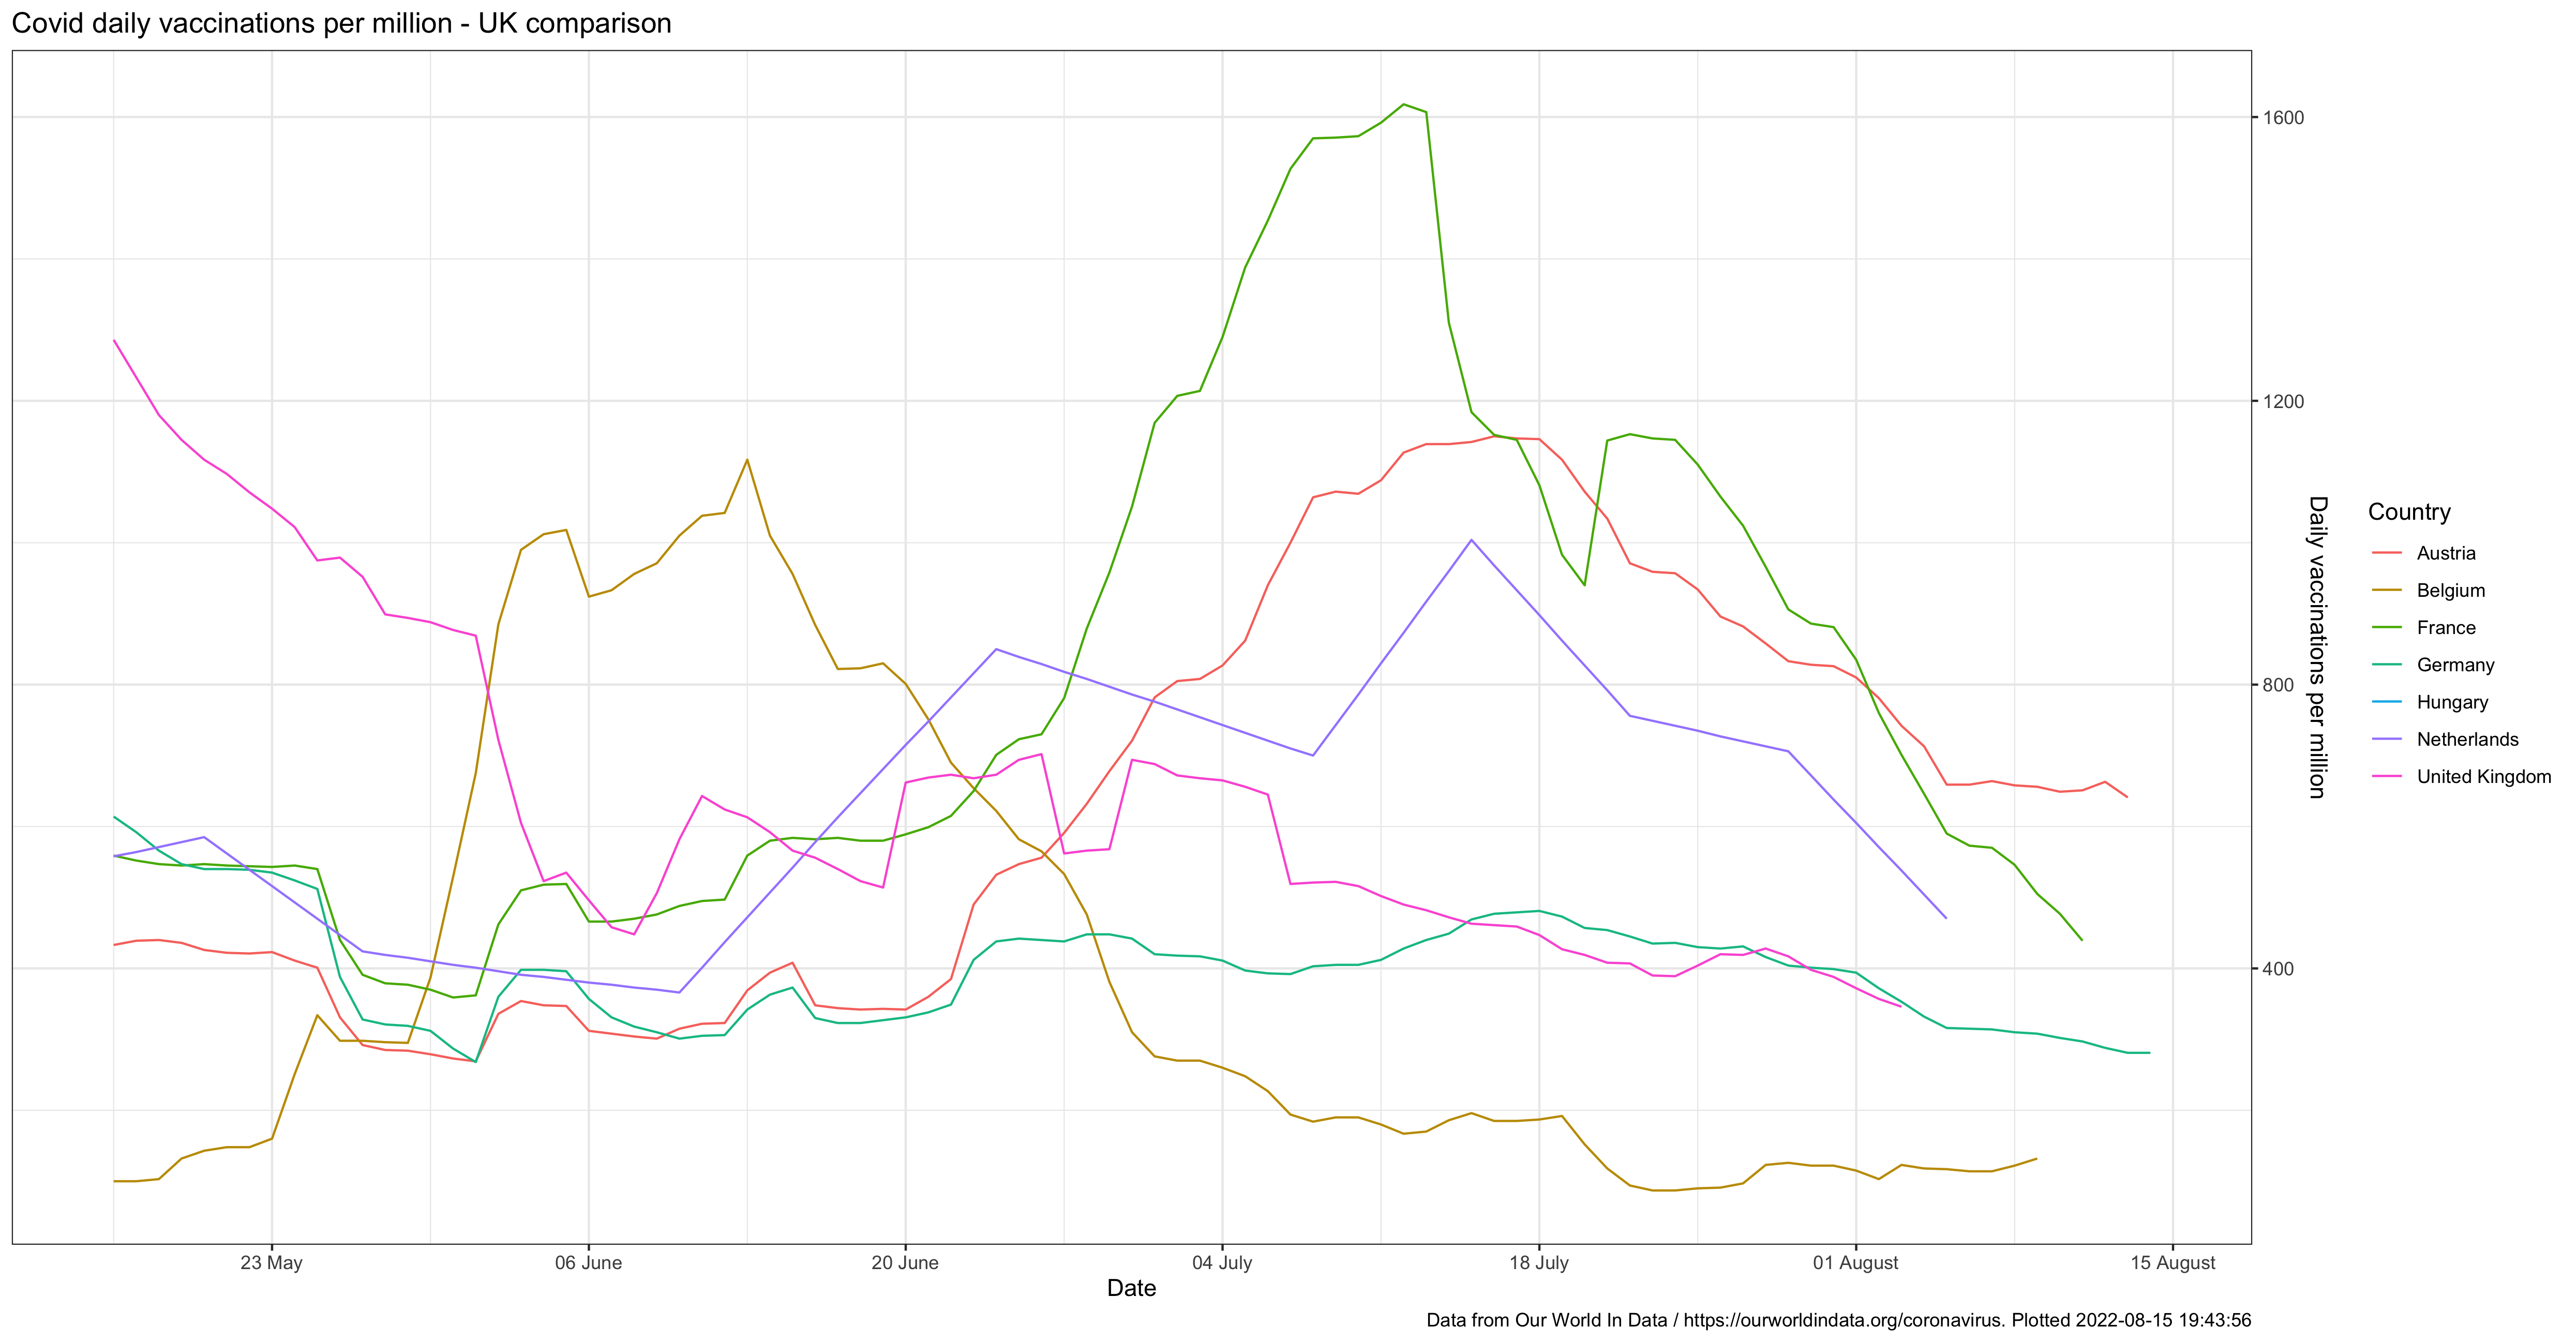 Covid daily vaccinations per million - UK comparison
1600
1200
800
400
Daily vaccinations per million
Country
Austria
Belgium
France
Germany
Hungary
Netherlands
United Kingdom
23 May
06 June
20 June
04 July
18 July
01 August
15 August
Date
Data from Our World In Data / https://ourworldindata.org/coronavirus. Plotted 2022-08-15 19:43:56